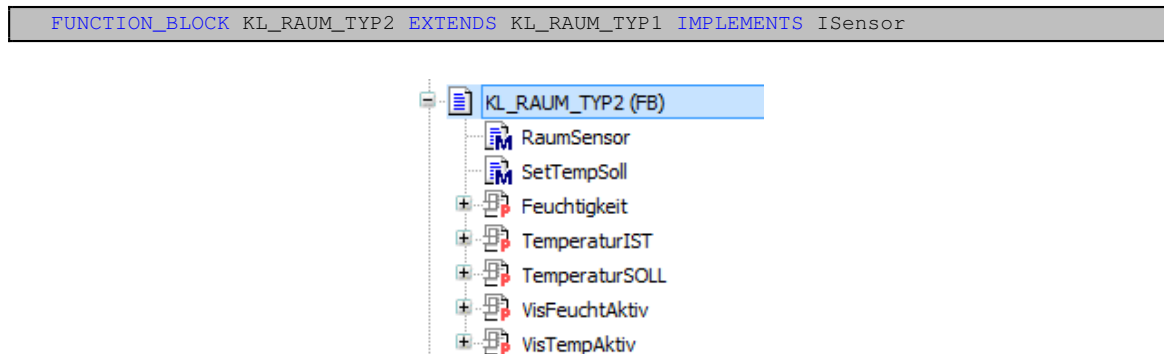 FUNCTION_BLOCK KL_RAUM_TYP2 EXTENDS KL_RAUM_TYP1 IMPLEMENTS ISensor
KL_RAUM_TYP2 (FB)
RaumSensor
SetTempSoll
Feuchtigkeit
TemperaturIST
TemperaturSOLL
VisFeuchtAktiv
VisTempAktiv